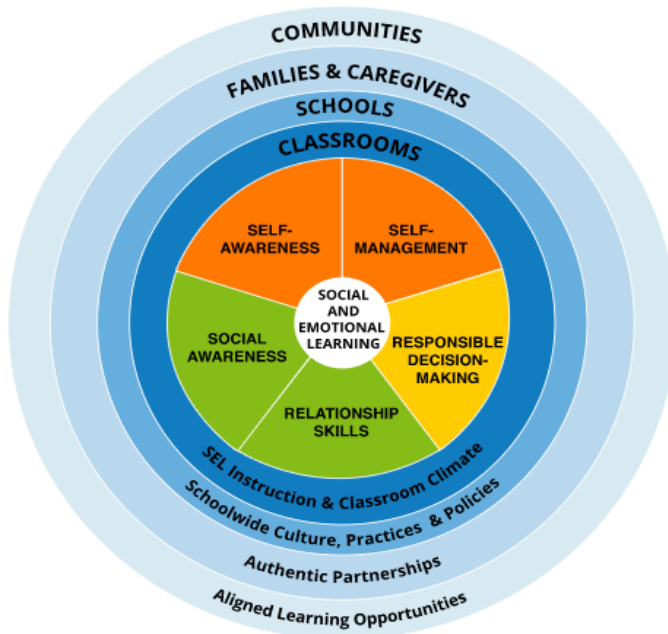 COMMUNITIES
FAMILIES & CAREGIVERS
SCHOOLS
CLASSROOMS
SELF-
AWARENESS
SELF-
MANAGEMENT
SOCIAL
AND
EMOTIONAL
LEARNING
SOCIAL
AWARENESS
RESPONSIBLE
DECISION-
MAKING
RELATIONSHIP
SKILLS
SEL Instruction & Classroom Climate
Schoolwide Culture, Practices & Policies
Authentic Partnerships
Aligned Learning Opportunities